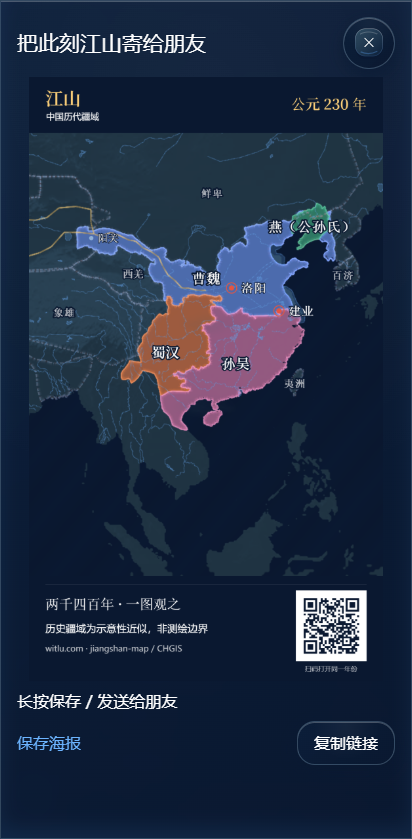 把此刻江山寄给朋友
江山
中国历代疆域
公元 230 年
鲜卑
燕（公孙氏）
阳关
西羌
曹魏
洛阳
百济
象雄
建业
蜀汉
孙吴
夷洲
两千四百年 · 一图观之
历史疆域为示意性近似，非测绘边界
witlu.com · jiangshan-map / CHGIS
扫码打开同一年份
长按保存 / 发送给朋友
保存海报
复制链接